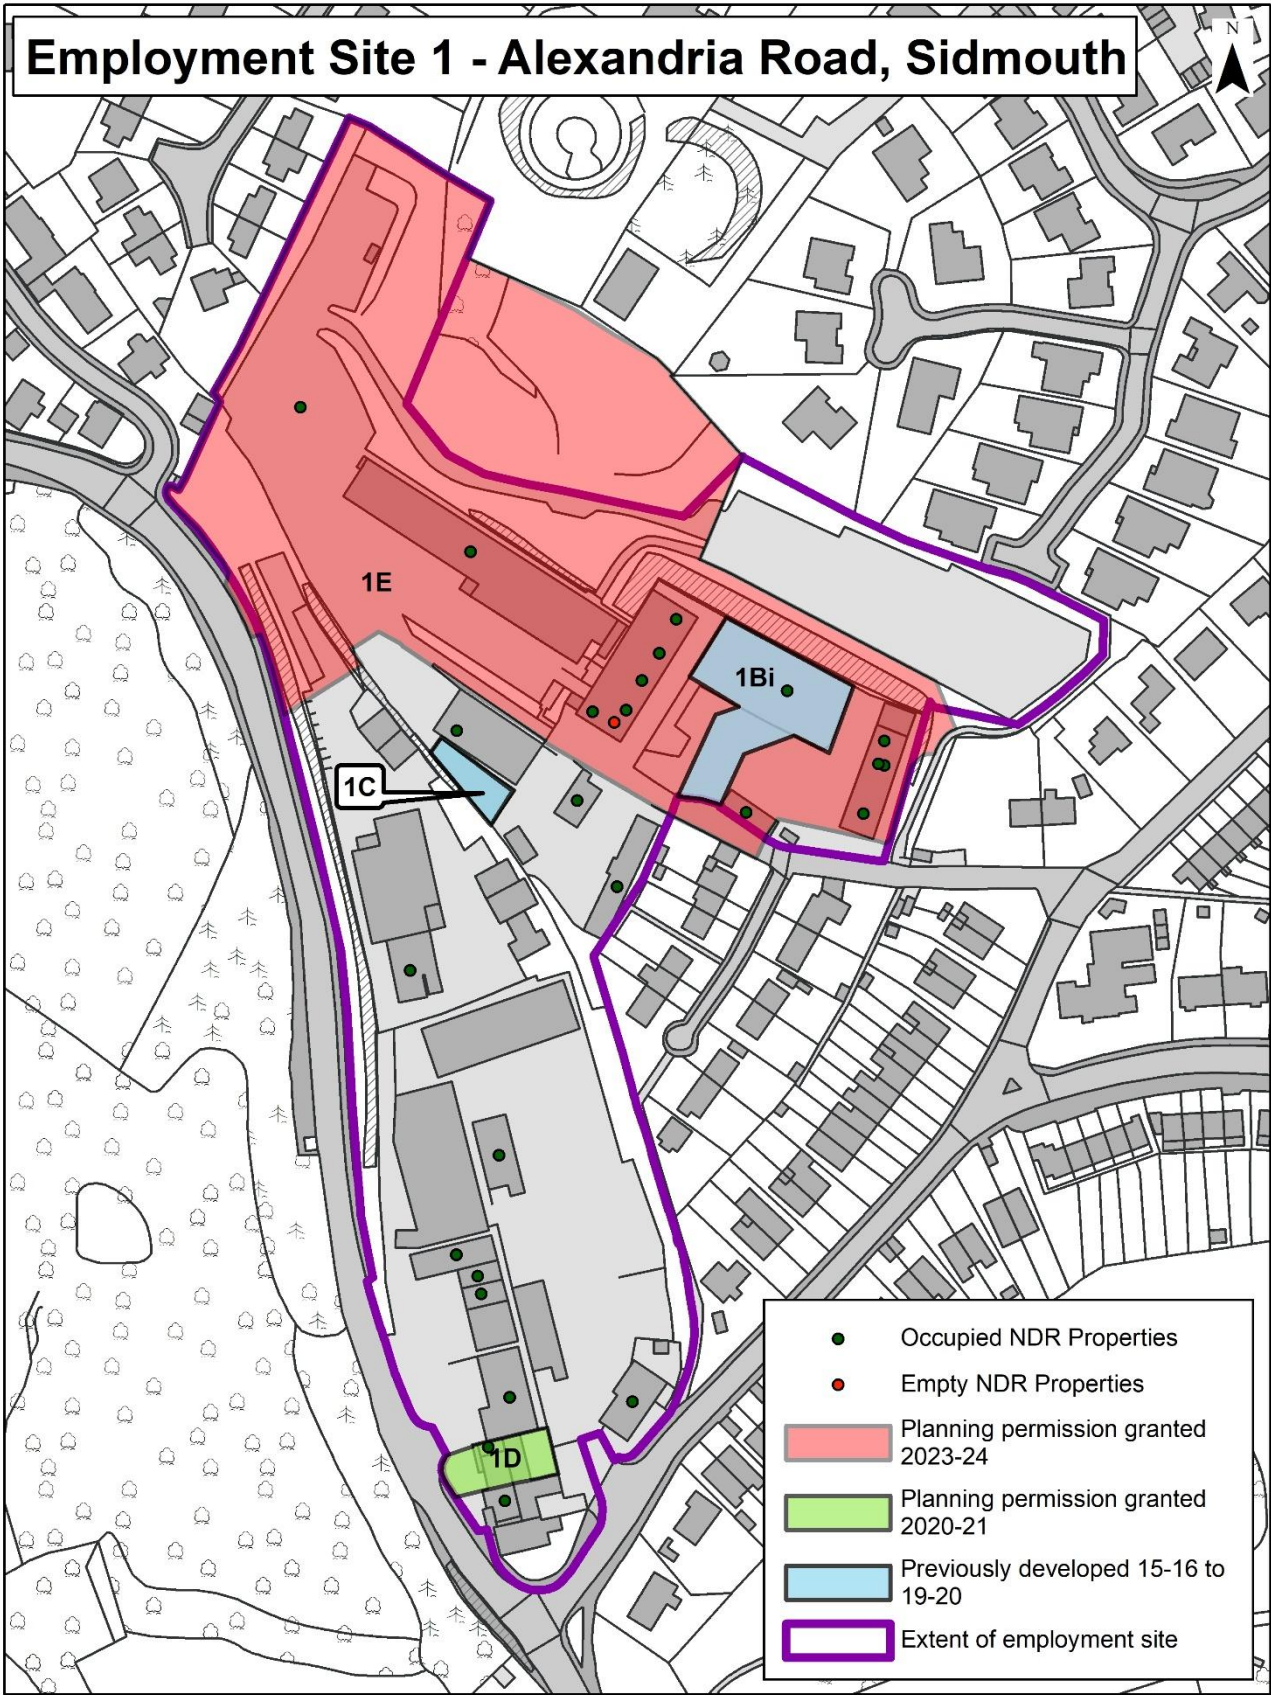 Employment Site 1 - Alexandria Road, Sidmouth
N
1E
1Bi
1C
1D
Occupied NDR Properties
Empty NDR Properties
Planning permission granted
2023-24
Planning permission granted
2020-21
Previously developed 15-16 to
19-20
Extent of employment site